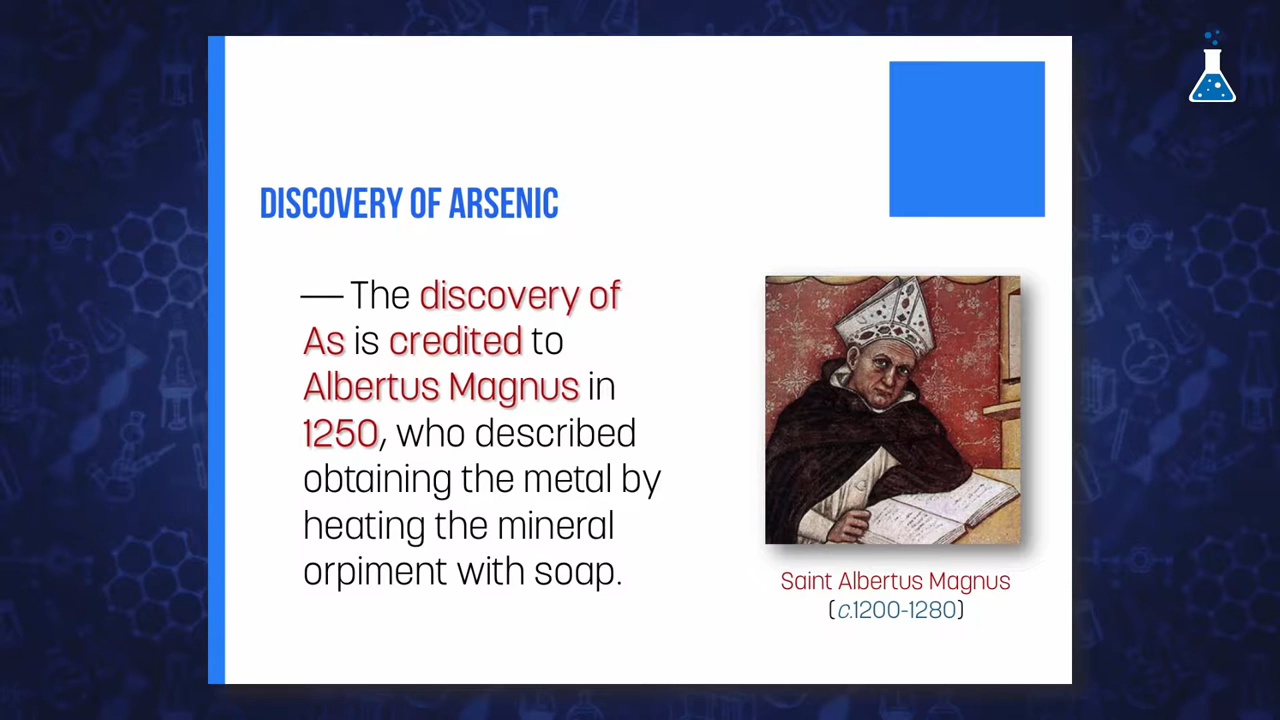 DISCOVERY OF ARSENIC
— The discovery of
As is credited to
Albertus Magnus in
1250, who described
obtaining the metal by
heating the mineral
orpiment with soap.
Saint Albertus Magnus
(c.1200-1280)